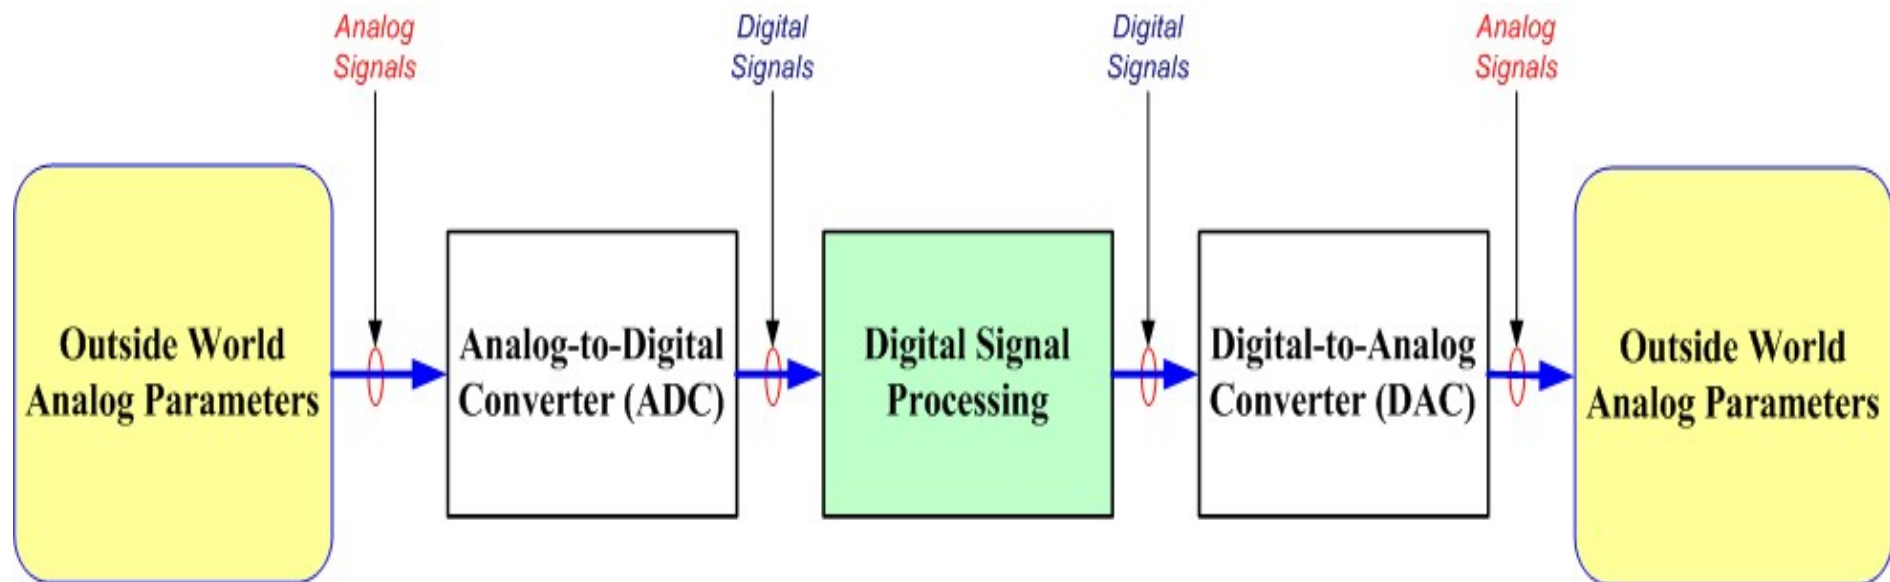 Analog
Signals
Digital
Signals
Digital
Signals
Analog
Signals
Outside World
Analog Parameters
Analog-to-Digital
Converter (ADC)
Digital Signal
Processing
Digital-to-Analog
Converter (DAC)
Outside World
Analog Parameters